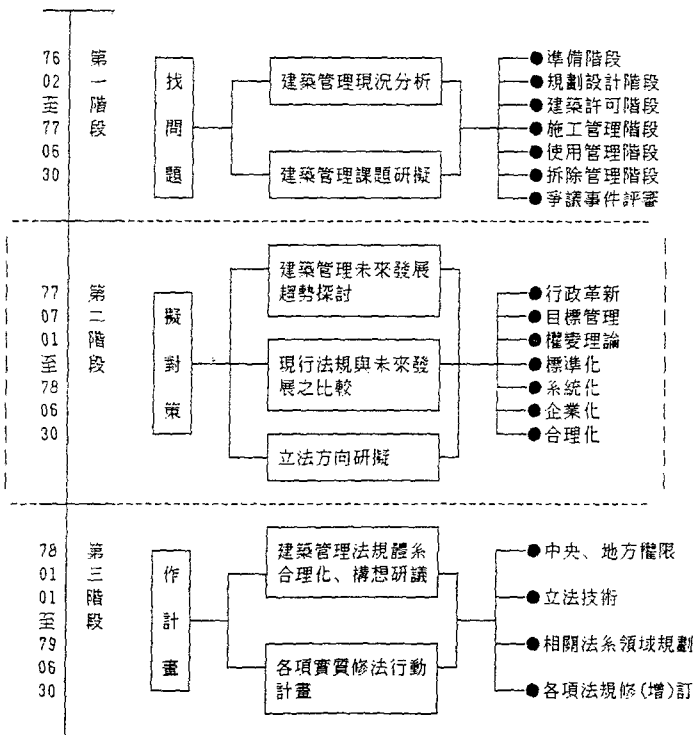 76
02
至
77
06
30
第一階段
找問題
建築管理現況分析
建築管理課題研擬
●準備階段
●規劃設計階段
●建築許可階段
●施工管理階段
●使用管理階段
●拆除管理階段
●爭議事件評審
77
07
01
至
78
06
30
第二階段
擬對策
建築管理未來發展
趨勢探討
現行法規與未來發
展之比較
立法方向研擬
●行政革新
●目標管理
●權變理論
●標準化
●系統化
●企業化
●合理化
78
01
01
至
79
06
30
第三階段
作計畫
建築管理法規體系
合理化、構想研議
各項實質修法行動
計畫
●中央、地方權限
●立法技術
●相關法系領域規劃
●各項法規修(增)訂